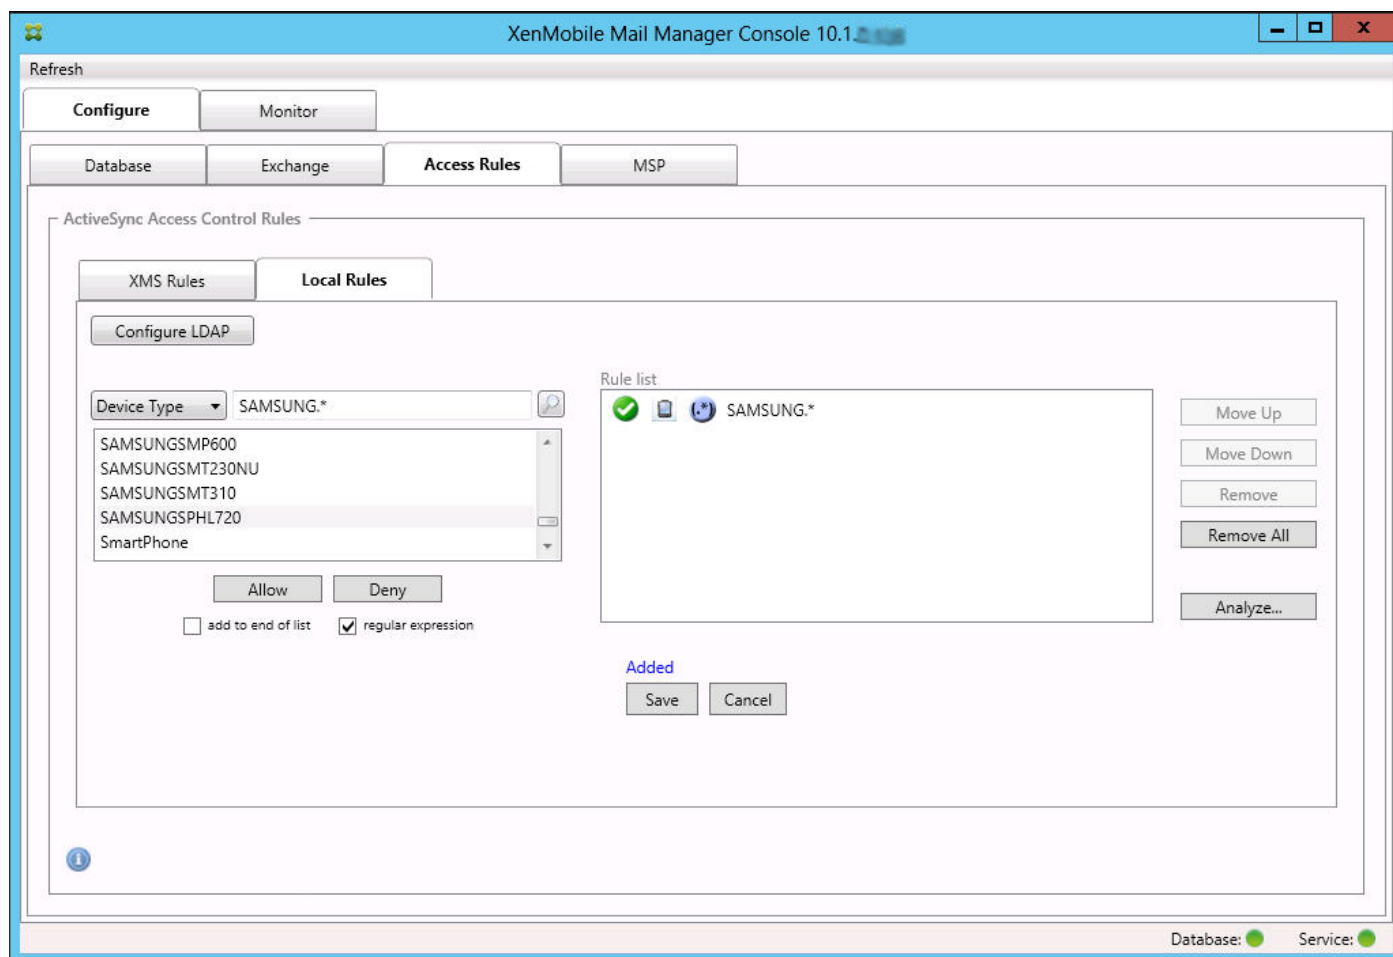 XenMobile Mail Manager Console 10.1.
Refresh
Configure Monitor
Database Exchange Access Rules MSP
ActiveSync Access Control Rules
XMS Rules Local Rules
Configure LDAP
Rule list
Device Type SAMSUNG.*
(.*) SAMSUNG.*
Move Up
SAMSUNGSMP600
SAMSUNGSMT230NU
Move Down
SAMSUNGSMT310
Remove
SAMSUNGSPHL720
Remove All
SmartPhone
Allow Deny
Analyze...
add to end of list regular expression
Added
Save Cancel
Database: Service: